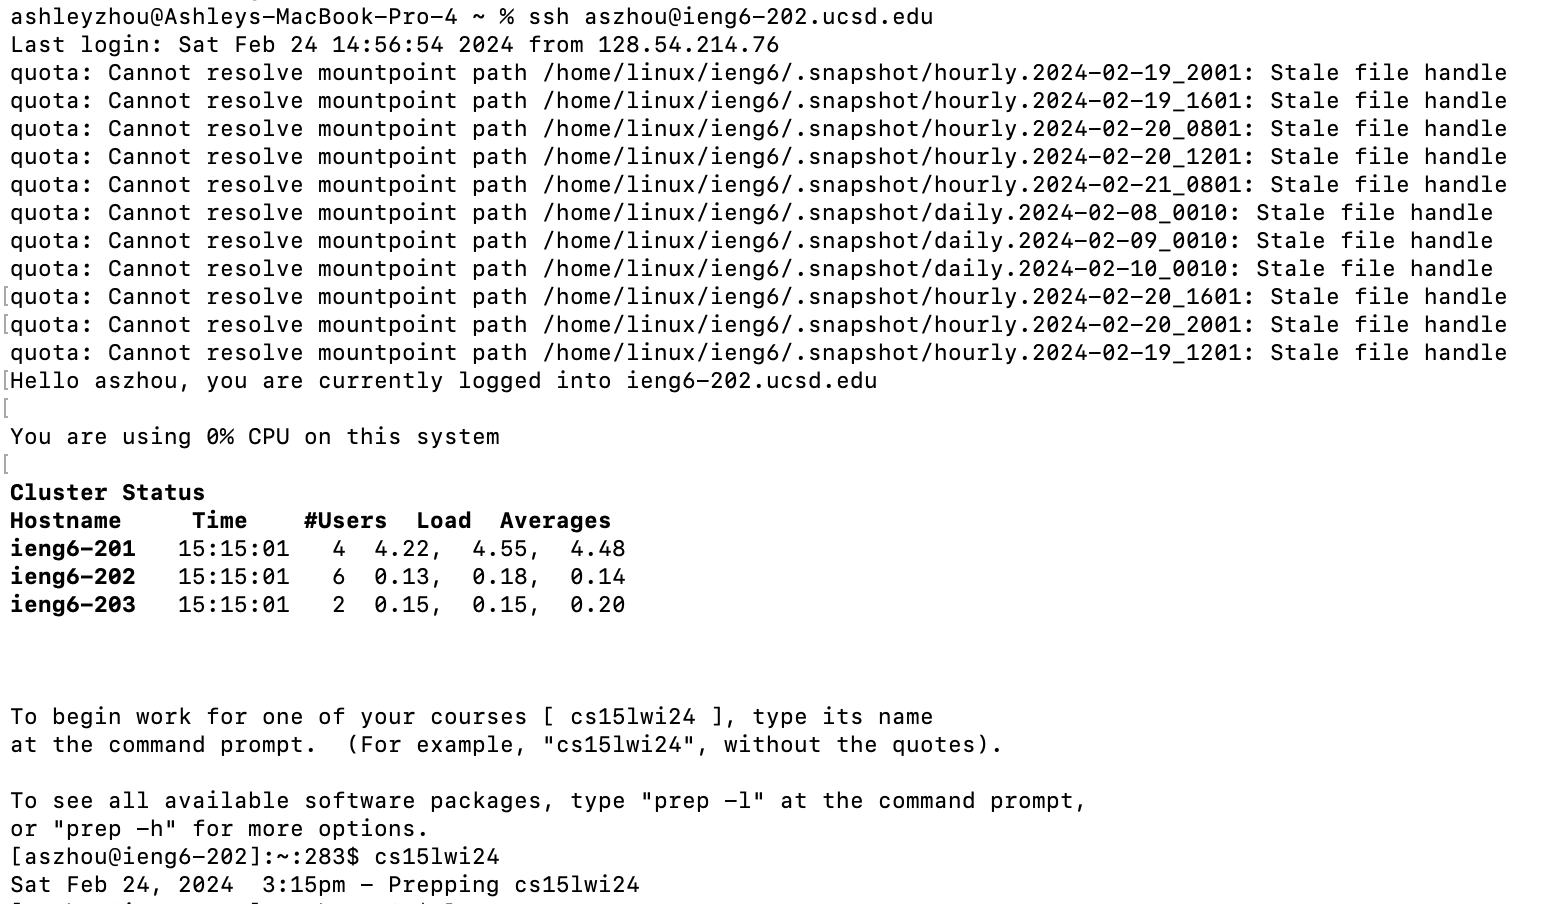 ashleyzhou@Ashleys-MacBook-Pro-4 ~ % ssh aszhou@ieng6-202.ucsd.edu
Last login: Sat Feb 24 14:56:54 2024 from 128.54.214.76
quota: Cannot resolve mountpoint path /home/linux/ieng6/.snapshot/hourly.2024-02-19_2001: Stale file handle
quota: Cannot resolve mountpoint path /home/linux/ieng6/.snapshot/hourly.2024-02-19_1601: Stale file handle
quota: Cannot resolve mountpoint path /home/linux/ieng6/.snapshot/hourly.2024-02-20_0801: Stale file handle
quota: Cannot resolve mountpoint path /home/linux/ieng6/.snapshot/hourly.2024-02-20_1201: Stale file handle
quota: Cannot resolve mountpoint path /home/linux/ieng6/.snapshot/hourly.2024-02-21_0801: Stale file handle
quota: Cannot resolve mountpoint path /home/linux/ieng6/.snapshot/daily.2024-02-08_0010: Stale file handle
quota: Cannot resolve mountpoint path /home/linux/ieng6/.snapshot/daily.2024-02-09_0010: Stale file handle
quota: Cannot resolve mountpoint path /home/linux/ieng6/.snapshot/daily.2024-02-10_0010: Stale file handle
quota: Cannot resolve mountpoint path /home/linux/ieng6/.snapshot/hourly.2024-02-20_1601: Stale file handle
quota: Cannot resolve mountpoint path /home/linux/ieng6/.snapshot/hourly.2024-02-20_2001: Stale file handle
quota: Cannot resolve mountpoint path /home/linux/ieng6/.snapshot/hourly.2024-02-19_1201: Stale file handle
Hello aszhou, you are currently logged into ieng6-202.ucsd.edu
You are using 0% CPU on this system
Cluster Status
Hostname     Time    #Users  Load  Averages
ieng6-201   15:15:01   4  4.22,  4.55,  4.48
ieng6-202   15:15:01   6  0.13,  0.18,  0.14
ieng6-203   15:15:01   2  0.15,  0.15,  0.20
To begin work for one of your courses [ cs15lwi24 ], type its name
at the command prompt.  (For example, "cs15lwi24", without the quotes).
To see all available software packages, type "prep -l" at the command prompt,
or "prep -h" for more options.
[aszhou@ieng6-202]:~:283$ cs15lwi24
Sat Feb 24, 2024  3:15pm - Prepping cs15lwi24